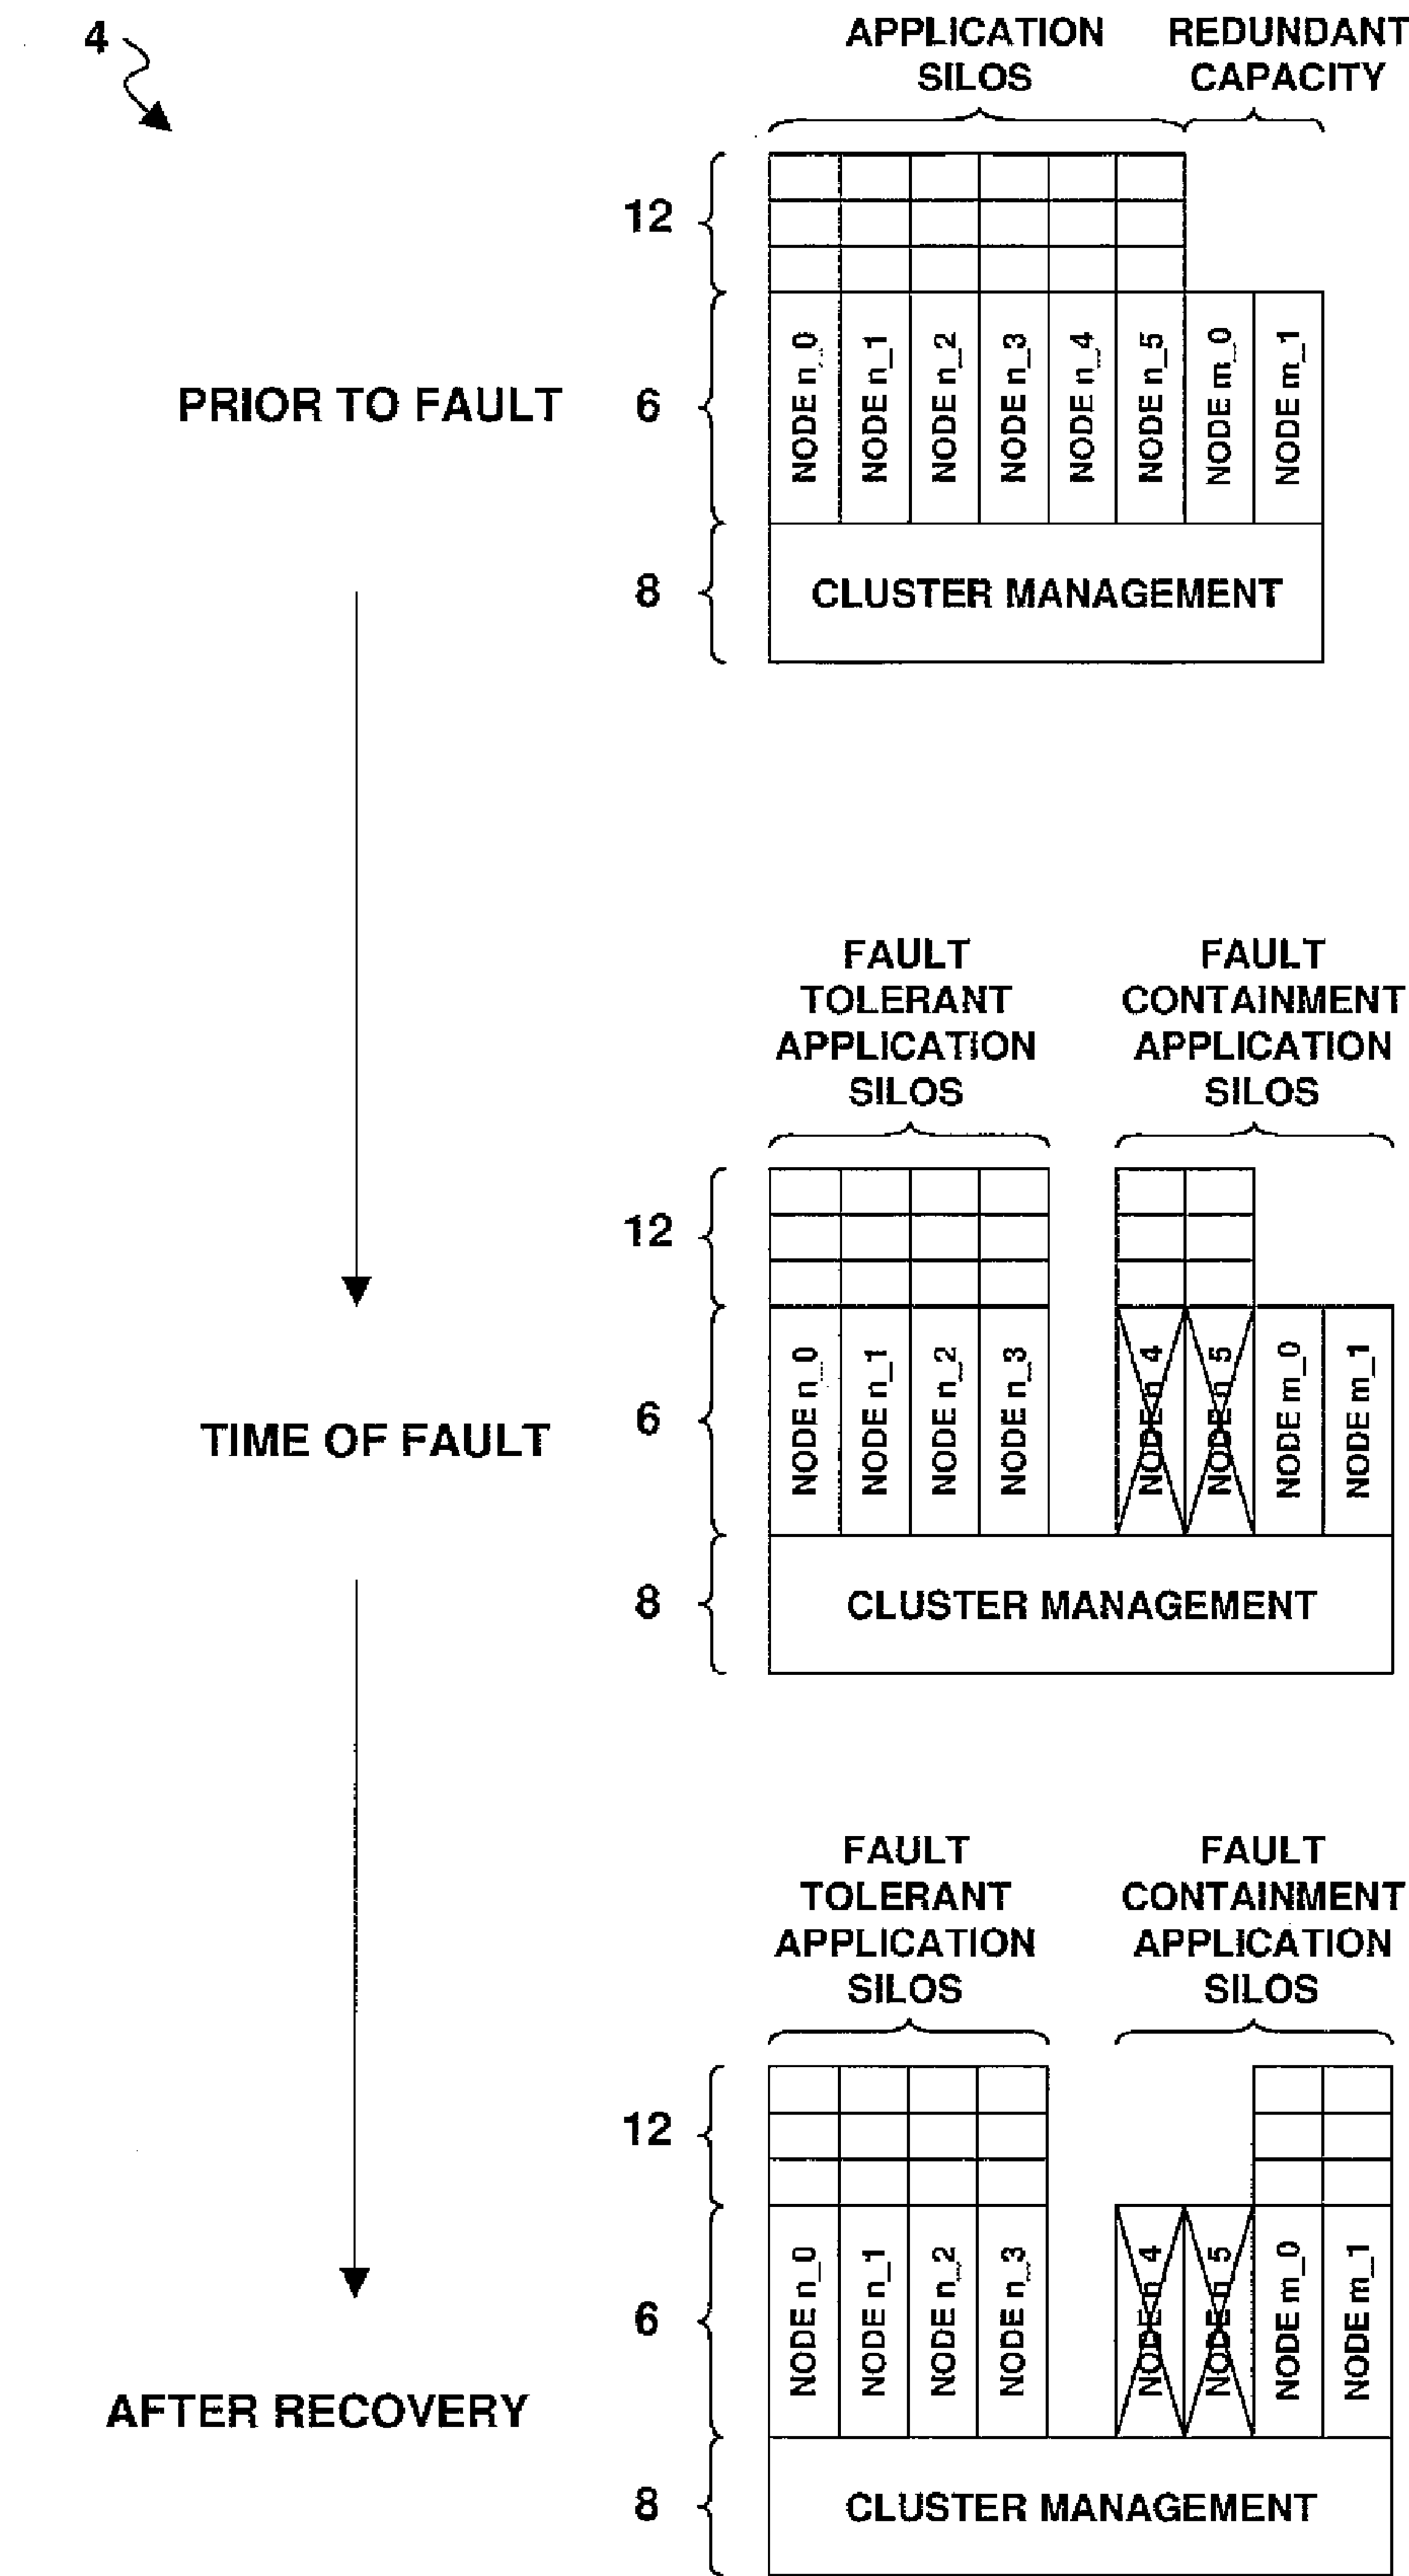 4
APPLICATION
SILOS
REDUNDANT
CAPACITY
12
PRIOR TO FAULT
6
NODE n_0
NODE n_1
NODE n_2
NODE n_3
NODE n_4
NODE n_5
NODE m_0
NODE m_1
8
CLUSTER MANAGEMENT
FAULT
TOLERANT
APPLICATION
SILOS
FAULT
CONTAINMENT
APPLICATION
SILOS
12
TIME OF FAULT
6
NODE n_0
NODE n_1
NODE n_2
NODE n_3
NODE n_4
NODE n_5
NODE m_0
NODE m_1
8
CLUSTER MANAGEMENT
FAULT
TOLERANT
APPLICATION
SILOS
FAULT
CONTAINMENT
APPLICATION
SILOS
12
6
NODE n_0
NODE n_1
NODE n_2
NODE n_3
NODE n_4
NODE n_5
NODE m_0
NODE m_1
AFTER RECOVERY
8
CLUSTER MANAGEMENT